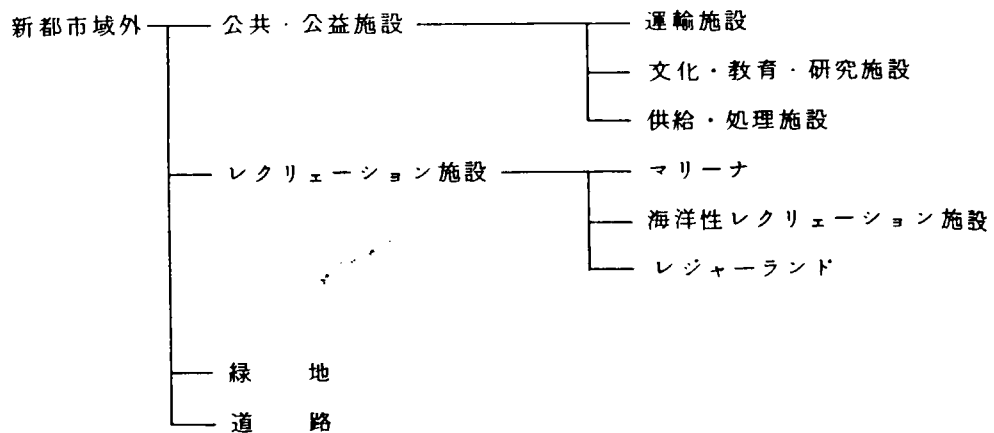 新都市域外 公共・公益施設 運輸施設
文化・教育・研究施設
供給・処理施設
レクリェーション施設 マリーナ
海洋性レクリェーション施設
レジャーランド
緑 地
道 路